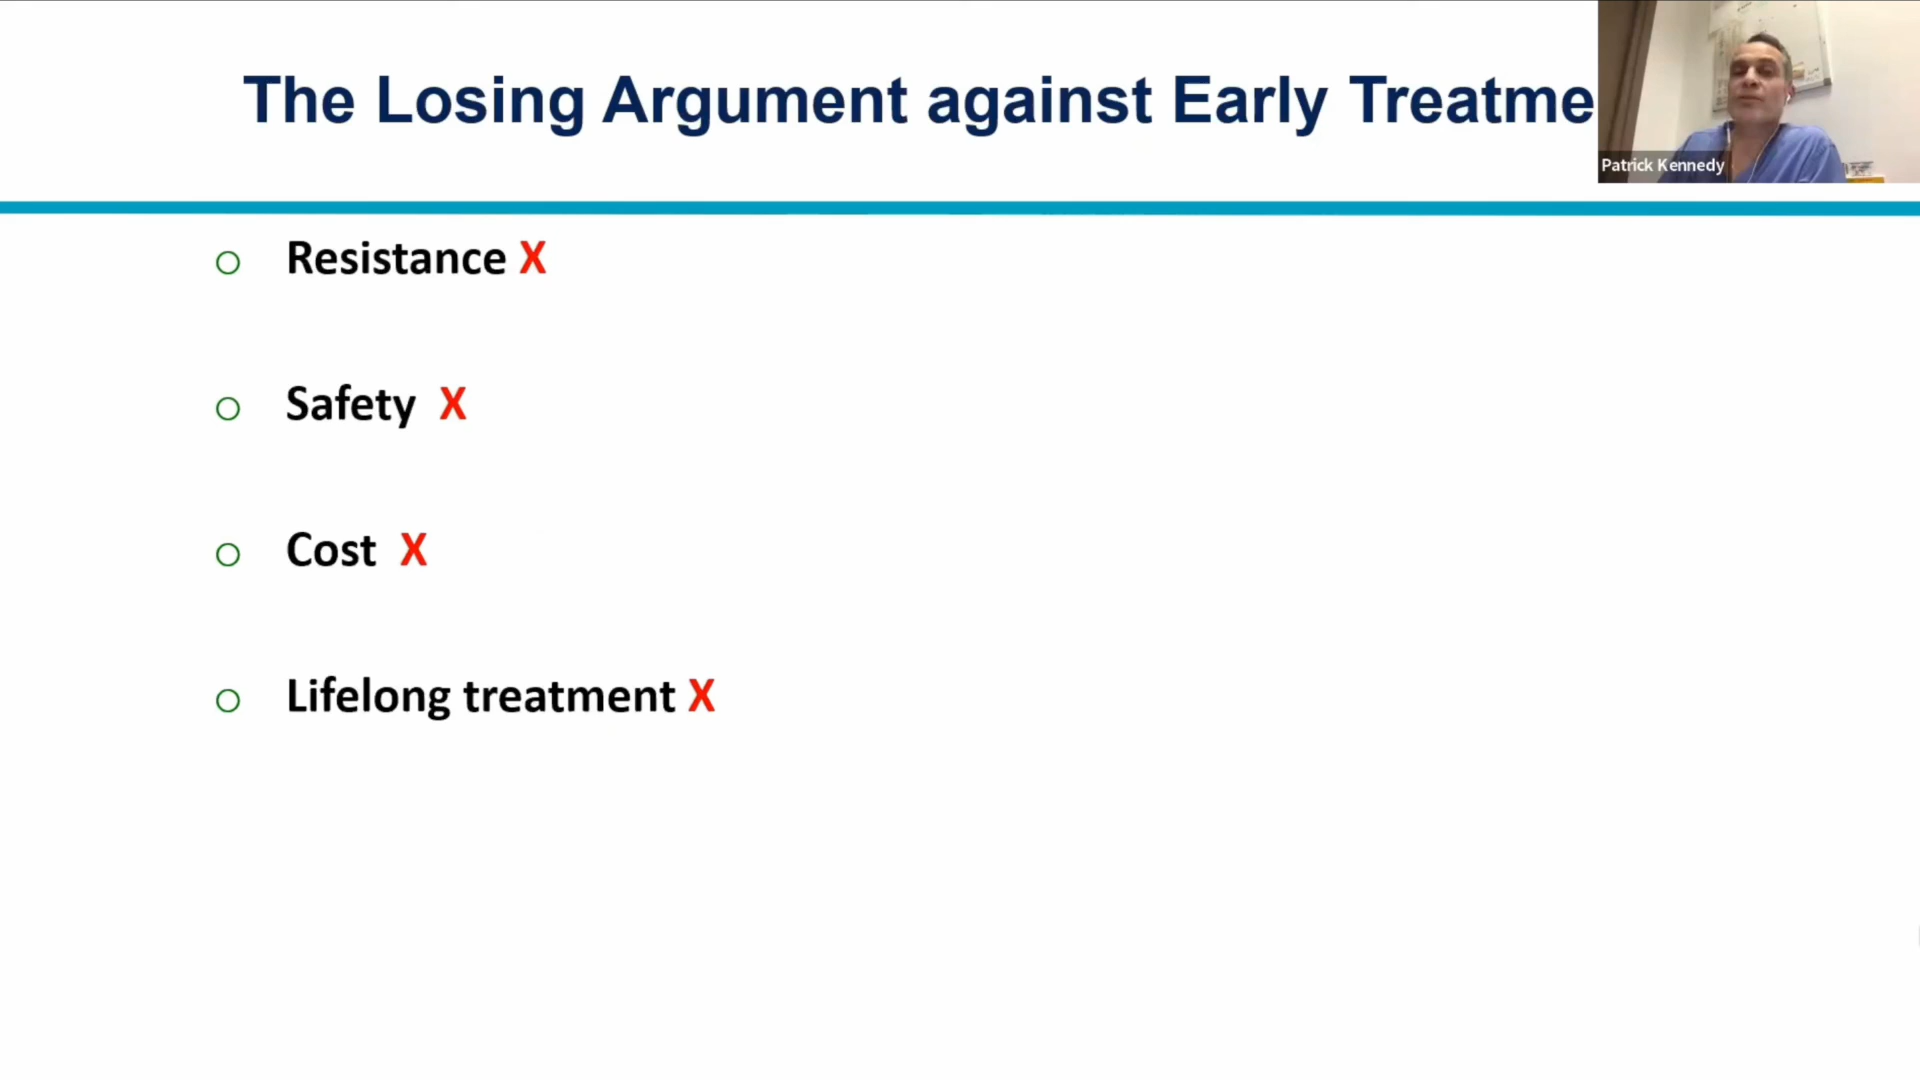 The Losing Argument against Early Treatme
Patrick Kennedy
Resistance X
Safety X
Cost X
Lifelong treatment X